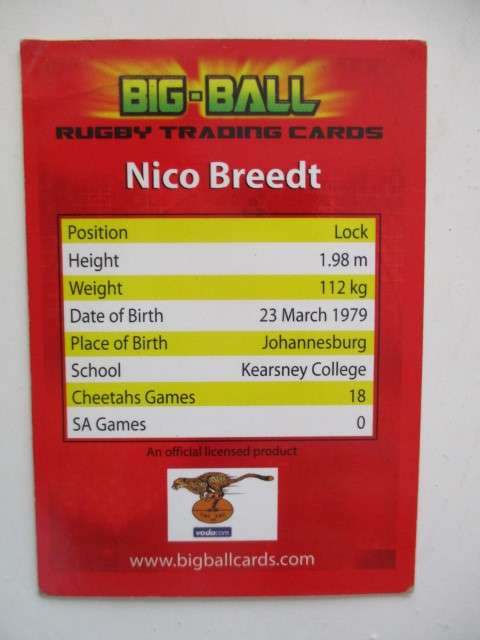 BIG-BALL
RUGBY TRADING CARDS
Nico Breedt
Position Lock
Height 1.98 m
Weight 112 kg
Date of Birth 23 March 1979
Place of Birth Johannesburg
School Kearsney College
Cheetahs Games 18
SA Games 0
An official licensed product
vodacom
www.bigballcards.com